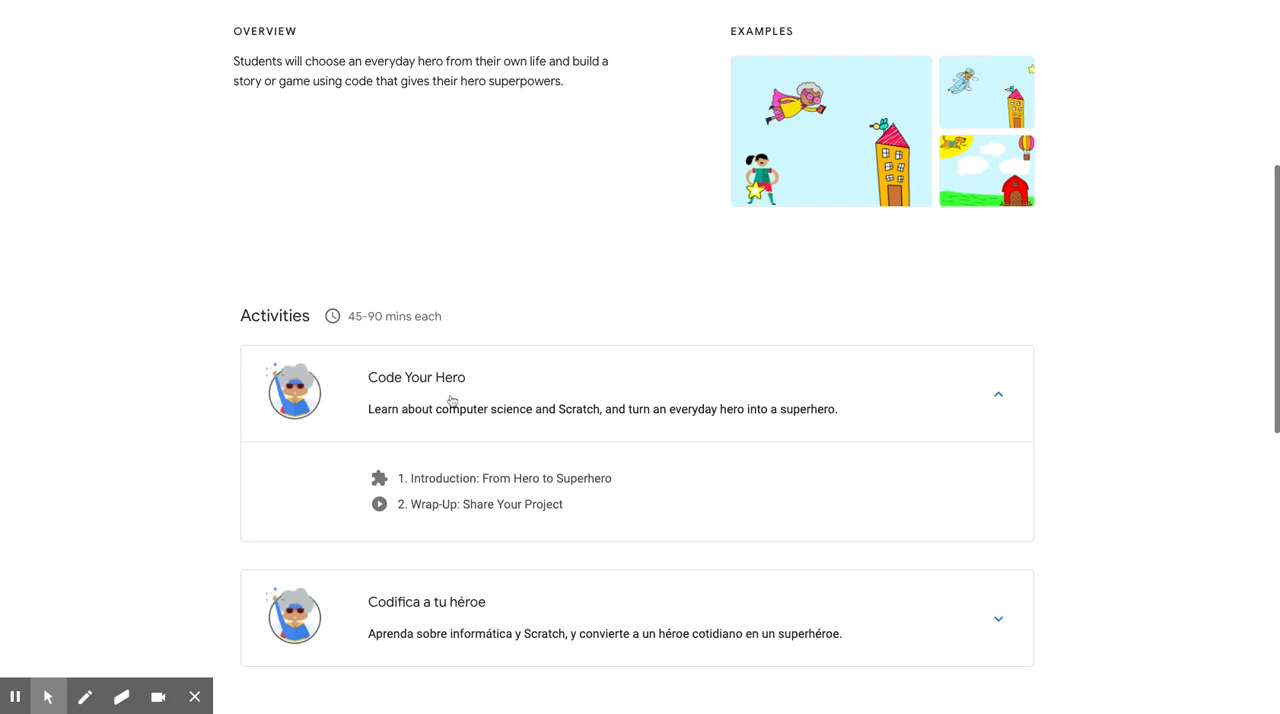 OVERVIEW
Students will choose an everyday hero from their own life and build a
story or game using code that gives their hero superpowers.
EXAMPLES
Activities 45-90 mins each
Code Your Hero
Learn about computer science and Scratch, and turn an everyday hero into a superhero.
1. Introduction: From Hero to Superhero
2. Wrap-Up: Share Your Project
Codifica a tu héroe
Aprenda sobre informática y Scratch, y convierte a un héroe cotidiano en un superhéroe.